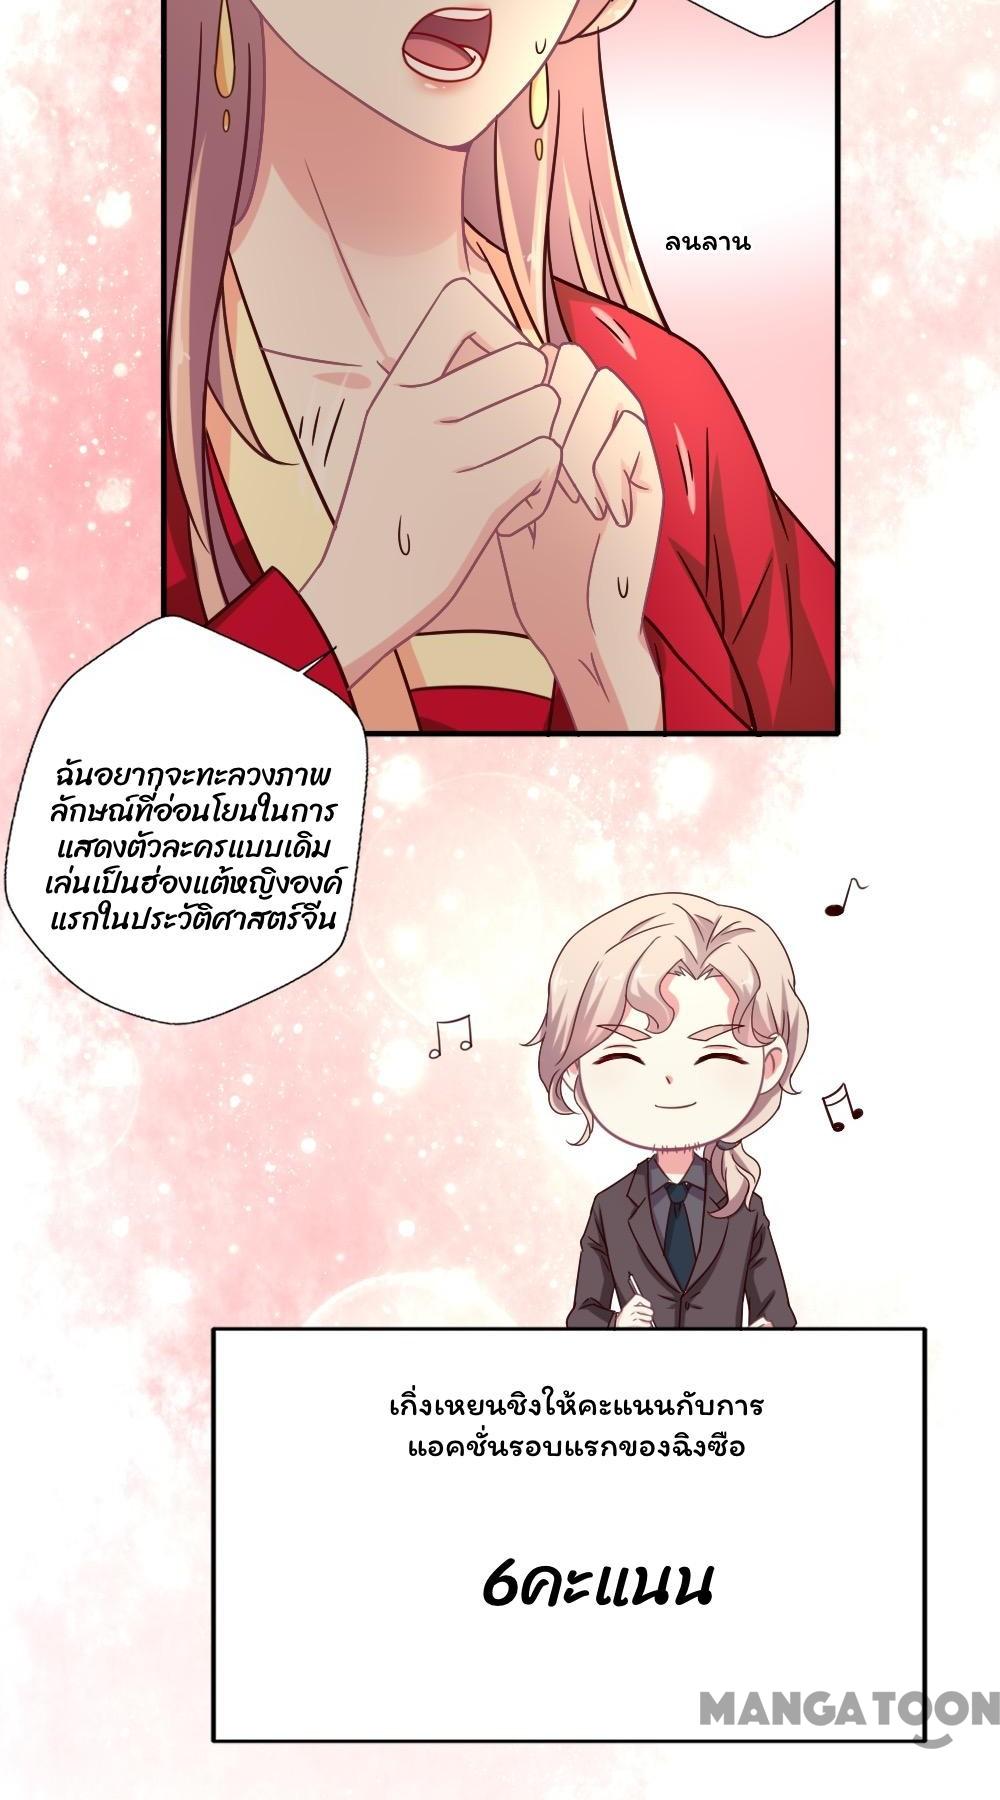 ลนลาน
ฉันอยากจะทะลวงภาพ
ลักษณ์ที่อ่อนโยนในการ
แสดงตัวละครแบบเดิม
เล่นเป็นฮ่องแต้หญิงองค์
แรกในประวัติศาสตร์จีน
เกิ่งเหยนชิงให้คะแนนกับการ
แอคชั่นรอบแรกของฉิงซือ
6คะแนน
MANGATOON